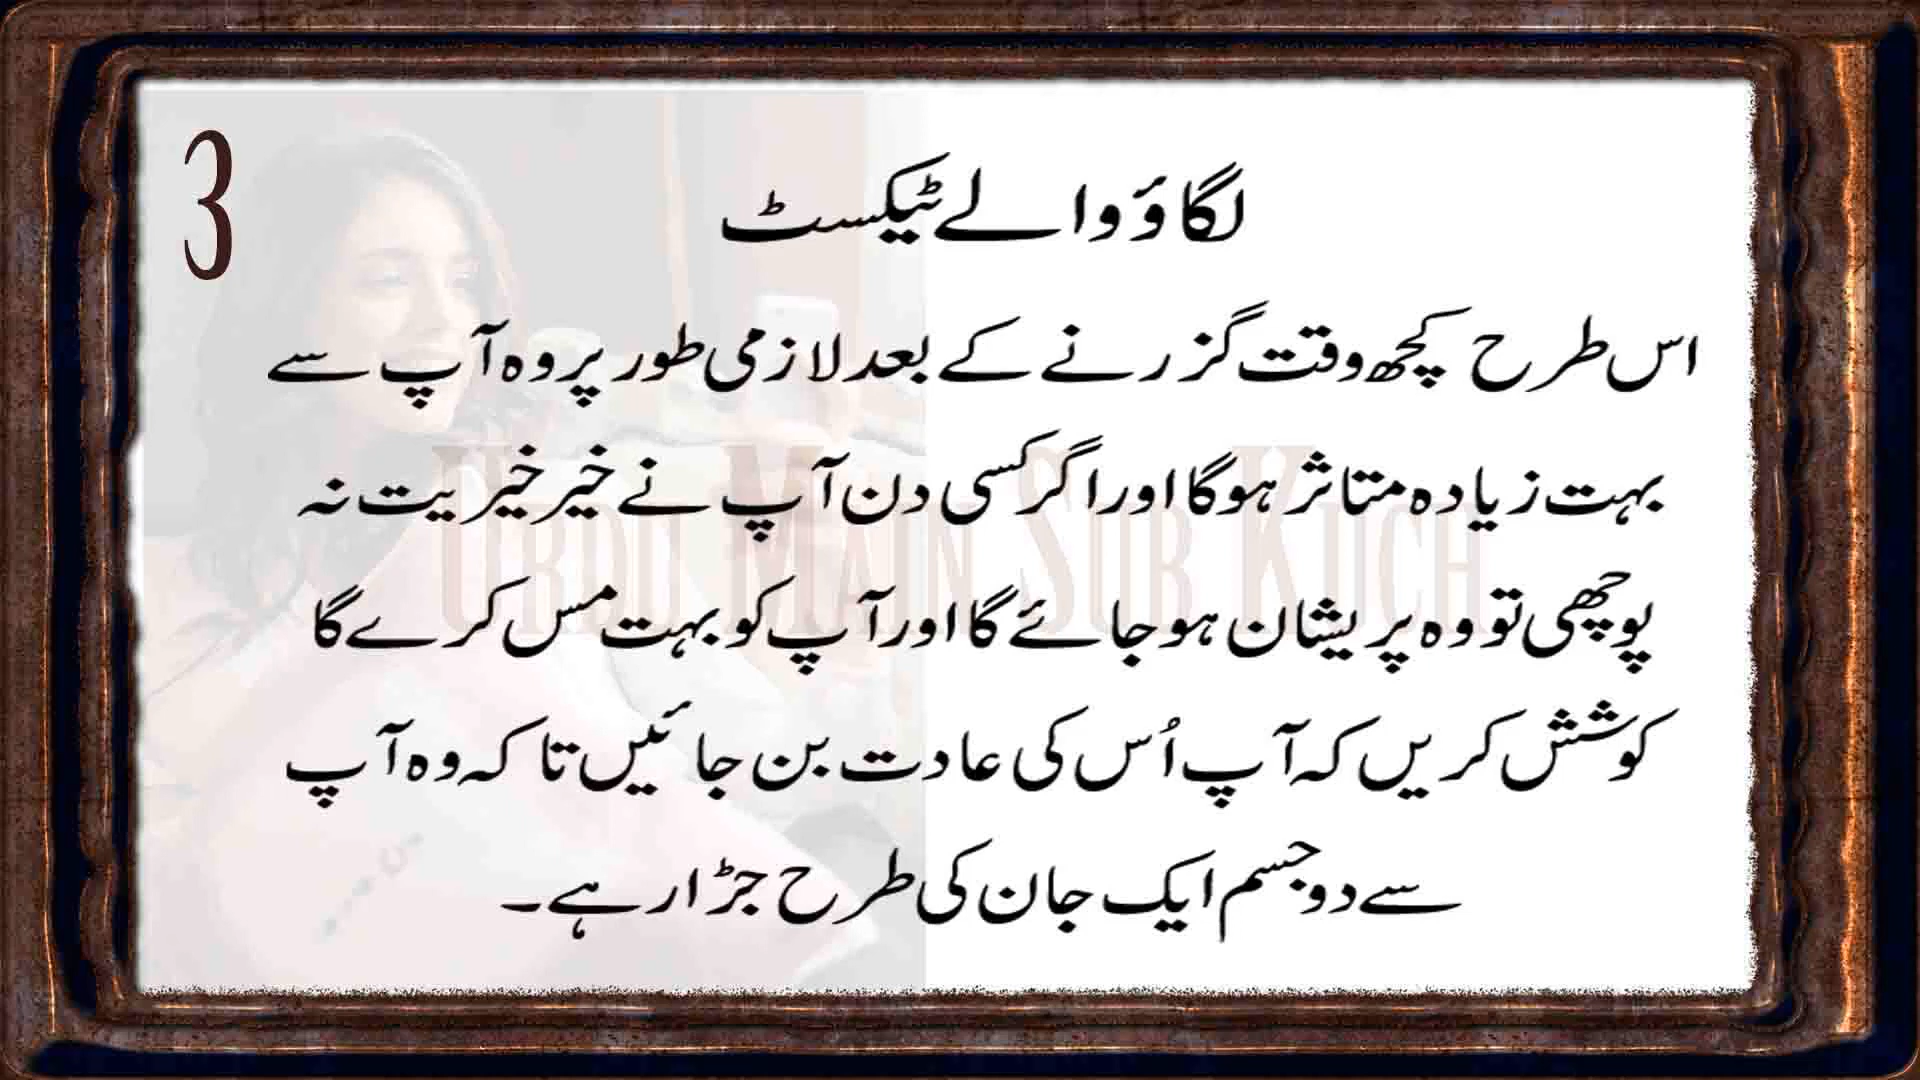 3
لگاؤ والے ٹیکسٹ
اس طرح کچھ وقت گزرنے کے بعد لازمی طور پر وہ آپ سے
بہت زیادہ متاثر ہوگا اور اگر کسی دن آپ نے خیر خیریت نہ
پوچھی تو وہ پریشان ہو جائے گا اور آپ کو بہت مس کرے گا
کوشش کریں کہ آپ اُس کی عادت بن جائیں تاکہ وہ آپ
سے دو جسم ایک جان کی طرح جڑا رہے۔
URDU MAIN SUB KUCH